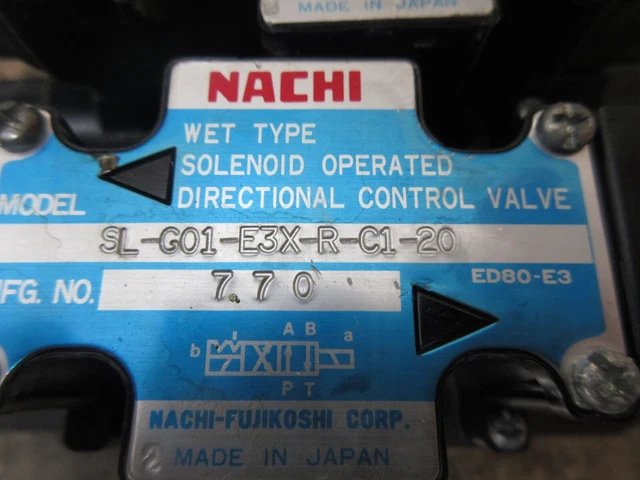 MADE IN JAPAN
NACHI
WET TYPE
SOLENOID OPERATED
DIRECTIONAL CONTROL VALVE
MODEL
SL-G01-E3X-R-C1-20
MFG. NO. 770
ED80-E3
A B a
b
P T
NACHI-FUJIKOSHI CORP.
2 MADE IN JAPAN